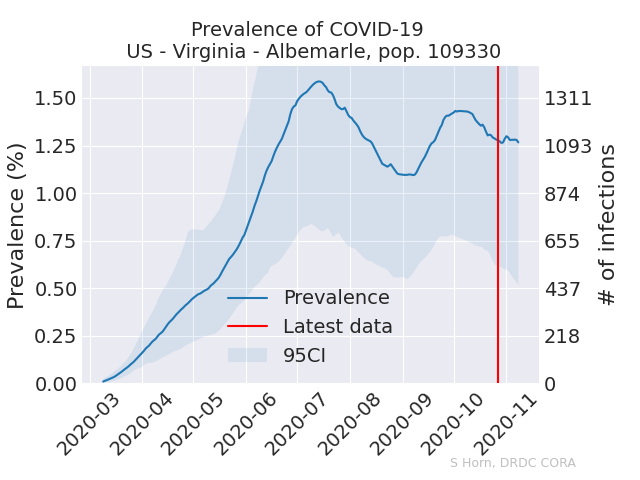 Prevalence of COVID-19
US - Virginia - Albemarle, pop. 109330
Prevalence (%)
1.50
1.25
1.00
0.75
0.50
0.25
0.00
1311
1093
874
655
437
218
0
# of infections
Prevalence
Latest data
95CI
2020-03
2020-04
2020-05
2020-06
2020-07
2020-08
2020-09
2020-10
2020-11
S Horn, DRDC CORA